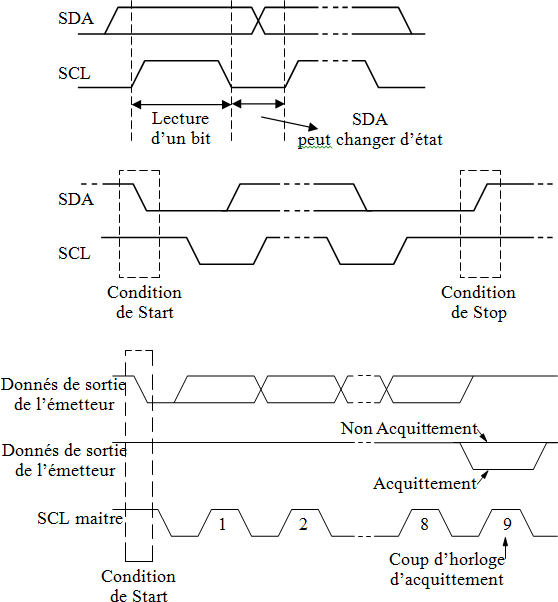 SDA
SCL
Lecture
d'un bit
SDA
peut changer d'état
SDA
SCL
Condition
de Start
Condition
de Stop
Donnés de sortie
de l'émetteur
Non Acquittement
Donnés de sortie
de l'émetteur
Acquittement
SCL maitre
1
2
8
9
Coup d'horloge
d'acquittement
Condition
de Start